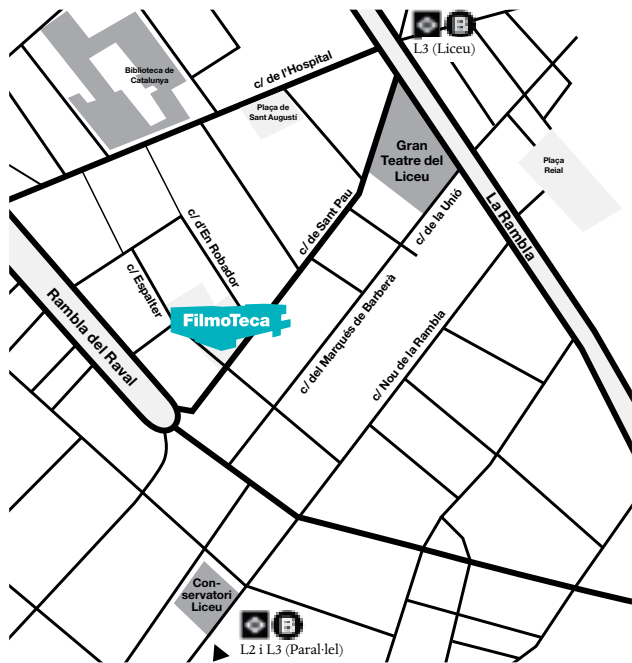 B
L3 (Liceu)
Biblioteca de
Catalunya
c/ de l'Hospital
Plaça de
Sant Augustí
Gran
Teatre del
Liceu
Plaça
Reial
La Rambla
c/ de la Unió
c/ de Sant Pau
c/ d'En Robador
c/ Espalter
FilmoTeca
Rambla del Raval
c/ del Marqués de Barberà
c/ Nou de la Rambla
Con-
servatori
Liceu
B
L2 i L3 (Paral·lel)